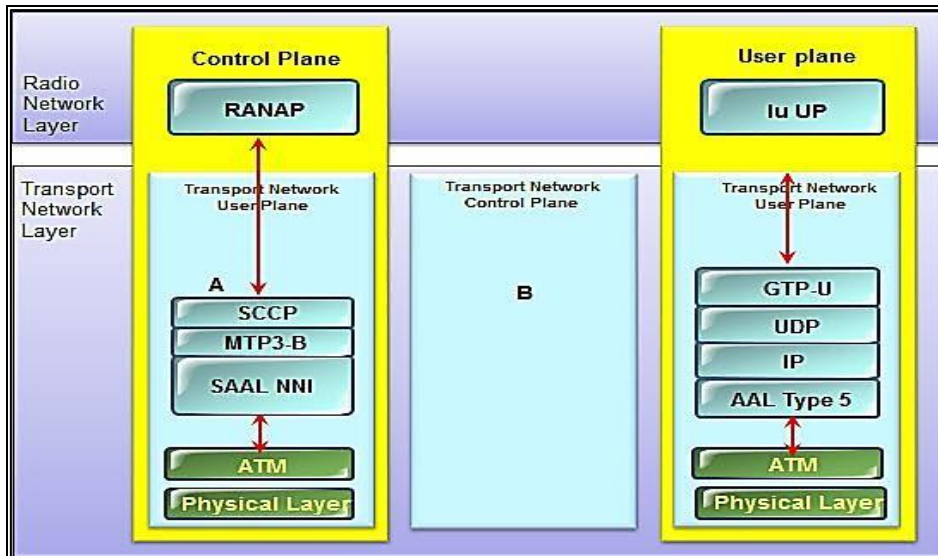 Control Plane
User plane
Radio
Network
Layer
RANAP
Iu UP
Transport
Network
Layer
Transport Network
User Plane
Transport Network
Control Plane
Transport Network
User Plane
A
B
SCCP
MTP3-B
SAAL NNI
ATM
Physical Layer
GTP-U
UDP
IP
AAL Type 5
ATM
Physical Layer